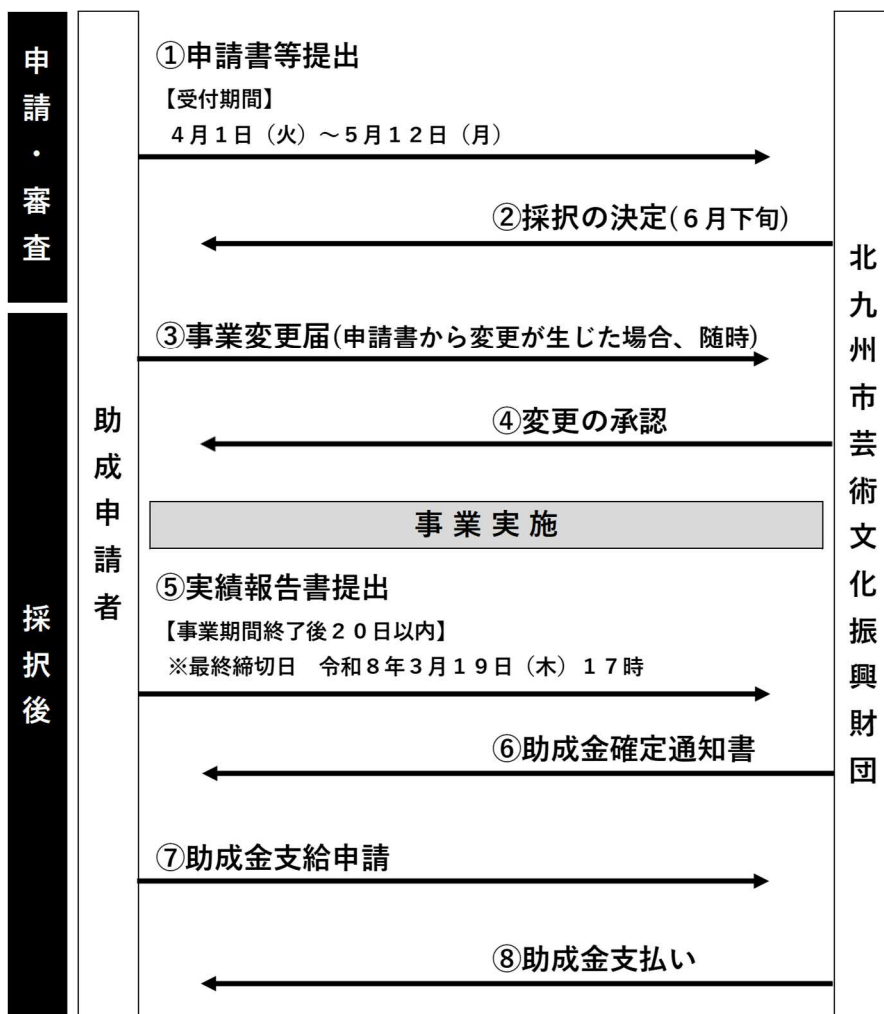 申請・審査
①申請書等提出
【受付期間】
４月１日（火）～５月１２日（月）
②採択の決定(６月下旬)
採択後
助成申請者
北九州市芸術文化振興財団
③事業変更届(申請書から変更が生じた場合、随時)
④変更の承認
事業実施
⑤実績報告書提出
【事業期間終了後２０日以内】
※最終締切日　令和８年３月１９日（木）１７時
⑥助成金確定通知書
⑦助成金支給申請
⑧助成金支払い